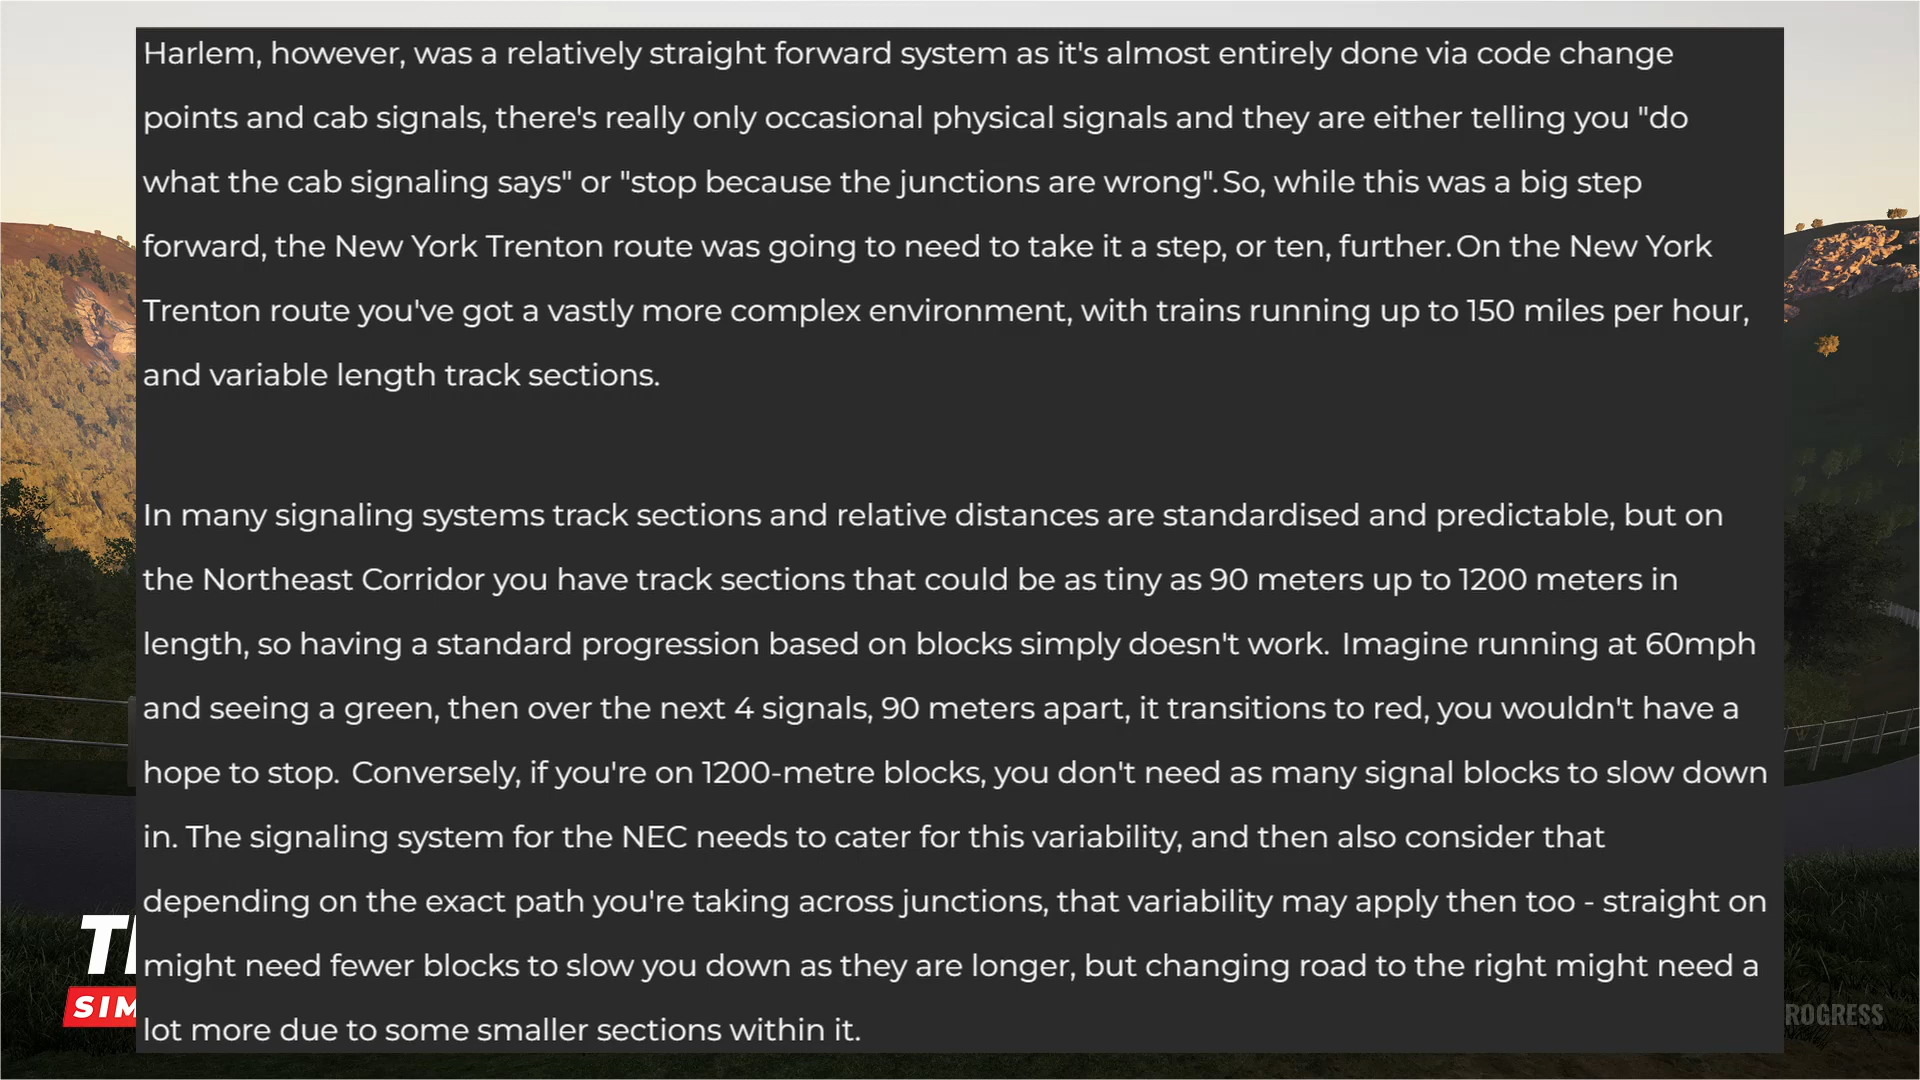 Harlem, however, was a relatively straight forward system as it's almost entirely done via code change
points and cab signals, there's really only occasional physical signals and they are either telling you "do
what the cab signaling says" or "stop because the junctions are wrong". So, while this was a big step
forward, the New York Trenton route was going to need to take it a step, or ten, further. On the New York
Trenton route you've got a vastly more complex environment, with trains running up to 150 miles per hour,
and variable length track sections.
In many signaling systems track sections and relative distances are standardised and predictable, but on
the Northeast Corridor you have track sections that could be as tiny as 90 meters up to 1200 meters in
length, so having a standard progression based on blocks simply doesn't work. Imagine running at 60mph
and seeing a green, then over the next 4 signals, 90 meters apart, it transitions to red, you wouldn't have a
hope to stop. Conversely, if you're on 1200-metre blocks, you don't need as many signal blocks to slow down
in. The signaling system for the NEC needs to cater for this variability, and then also consider that
depending on the exact path you're taking across junctions, that variability may apply then too - straight on
might need fewer blocks to slow you down as they are longer, but changing road to the right might need a
lot more due to some smaller sections within it.
SIM
ROGRESS